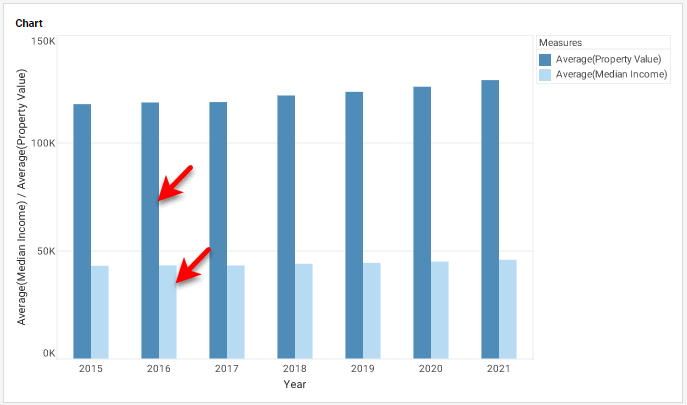 Chart
150K
100K
50K
0K
Average(Median Income) / Average(Property Value)
2015 2016 2017 2018 2019 2020 2021
Year
Measures
Average(Property Value)
Average(Median Income)